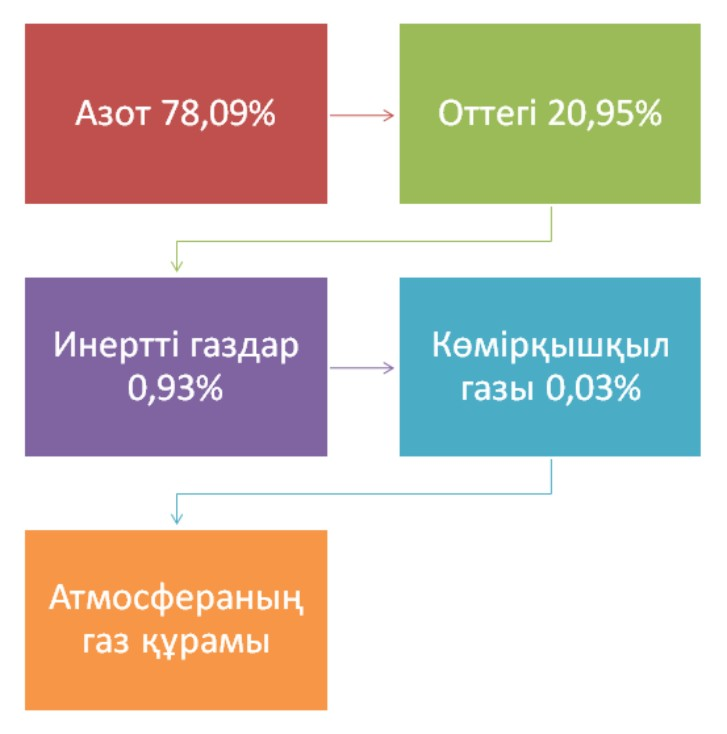 Азот 78,09%
Оттегі 20,95%
Инертті газдар
0,93%
Көмірқышқыл
газы 0,03%
Атмосфераның
газ құрамы